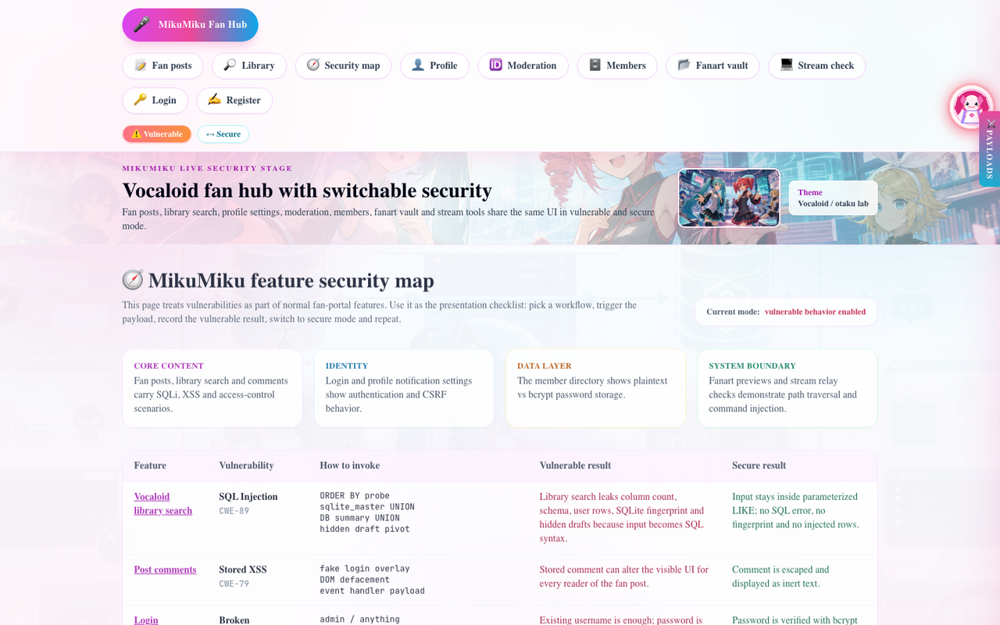 MikuMiku Fan Hub
Fan posts
Library
Security map
Profile
Moderation
Members
Fanart vault
Stream check
Login
Register
Vulnerable
↔ Secure
PAYLOADS
MIKUMIKU LIVE SECURITY STAGE
Vocaloid fan hub with switchable security
Fan posts, library search, profile settings, moderation, members, fanart vault and stream tools share the same UI in vulnerable and secure
mode.
Theme
Vocaloid / otaku lab
MikuMiku feature security map
This page treats vulnerabilities as part of normal fan-portal features. Use it as the presentation checklist: pick a workflow, trigger the
payload, record the vulnerable result, switch to secure mode and repeat.
Current mode: vulnerable behavior enabled
CORE CONTENT
Fan posts, library search and comments
carry SQLi, XSS and access-control
scenarios.
IDENTITY
Login and profile notification settings
show authentication and CSRF
behavior.
DATA LAYER
The member directory shows plaintext
vs bcrypt password storage.
SYSTEM BOUNDARY
Fanart previews and stream relay
checks demonstrate path traversal and
command injection.
Feature
Vulnerability
How to invoke
Vulnerable result
Secure result
Vocaloid
library search
SQL Injection
CWE-89
ORDER BY probe
sqlite_master UNION
DB summary UNION
hidden draft pivot
Library search leaks column count,
schema, user rows, SQLite fingerprint and
hidden drafts because input becomes SQL
syntax.
Input stays inside parameterized
LIKE; no SQL error, no
fingerprint and no injected rows.
Post comments
Stored XSS
CWE-79
fake login overlay
DOM defacement
event handler payload
Stored comment can alter the visible UI for
every reader of the fan post.
Comment is escaped and
displayed as inert text.
Login
Broken
admin / anything
Existing username is enough; password is
Password is verified with bcrypt